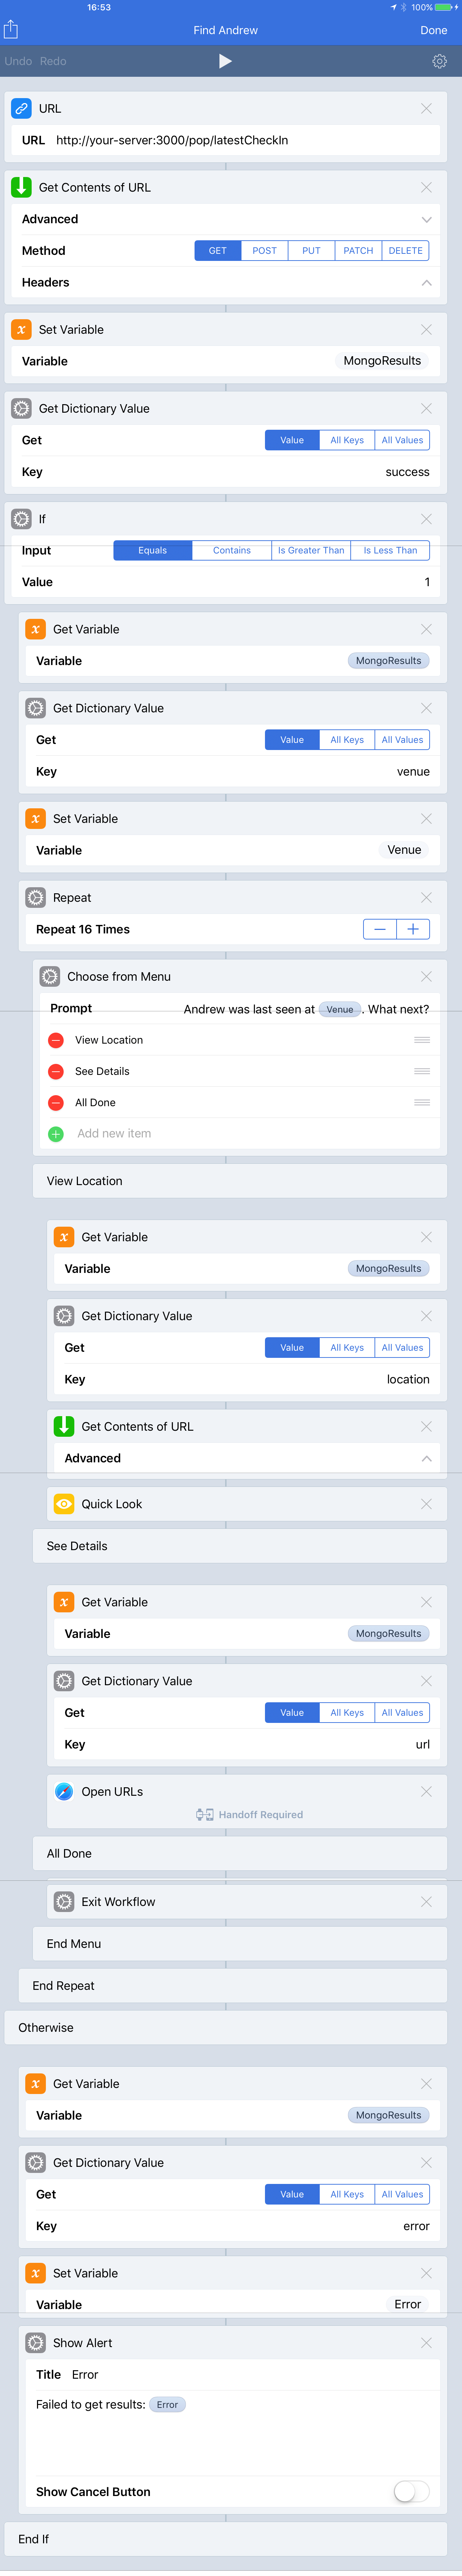 16:53
100%
Find Andrew
Done
Undo Redo
URL
URL http://your-server:3000/pop/latestCheckIn
Get Contents of URL
Advanced
Method GET POST PUT PATCH DELETE
Headers
Set Variable
Variable MongoResults
Get Dictionary Value
Get Value All Keys All Values
Key success
If
Input Equals Contains Is Greater Than Is Less Than
Value 1
Get Variable
Variable MongoResults
Get Dictionary Value
Get Value All Keys All Values
Key venue
Set Variable
Variable Venue
Repeat
Repeat 16 Times
Choose from Menu
Prompt Andrew was last seen at Venue . What next?
View Location
See Details
All Done
Add new item
View Location
Get Variable
Variable MongoResults
Get Dictionary Value
Get Value All Keys All Values
Key location
Get Contents of URL
Advanced
Quick Look
See Details
Get Variable
Variable MongoResults
Get Dictionary Value
Get Value All Keys All Values
Key url
Open URLs
Handoff Required
All Done
Exit Workflow
End Menu
End Repeat
Otherwise
Get Variable
Variable MongoResults
Get Dictionary Value
Get Value All Keys All Values
Key error
Set Variable
Variable Error
Show Alert
Title Error
Failed to get results: Error
Show Cancel Button
End If